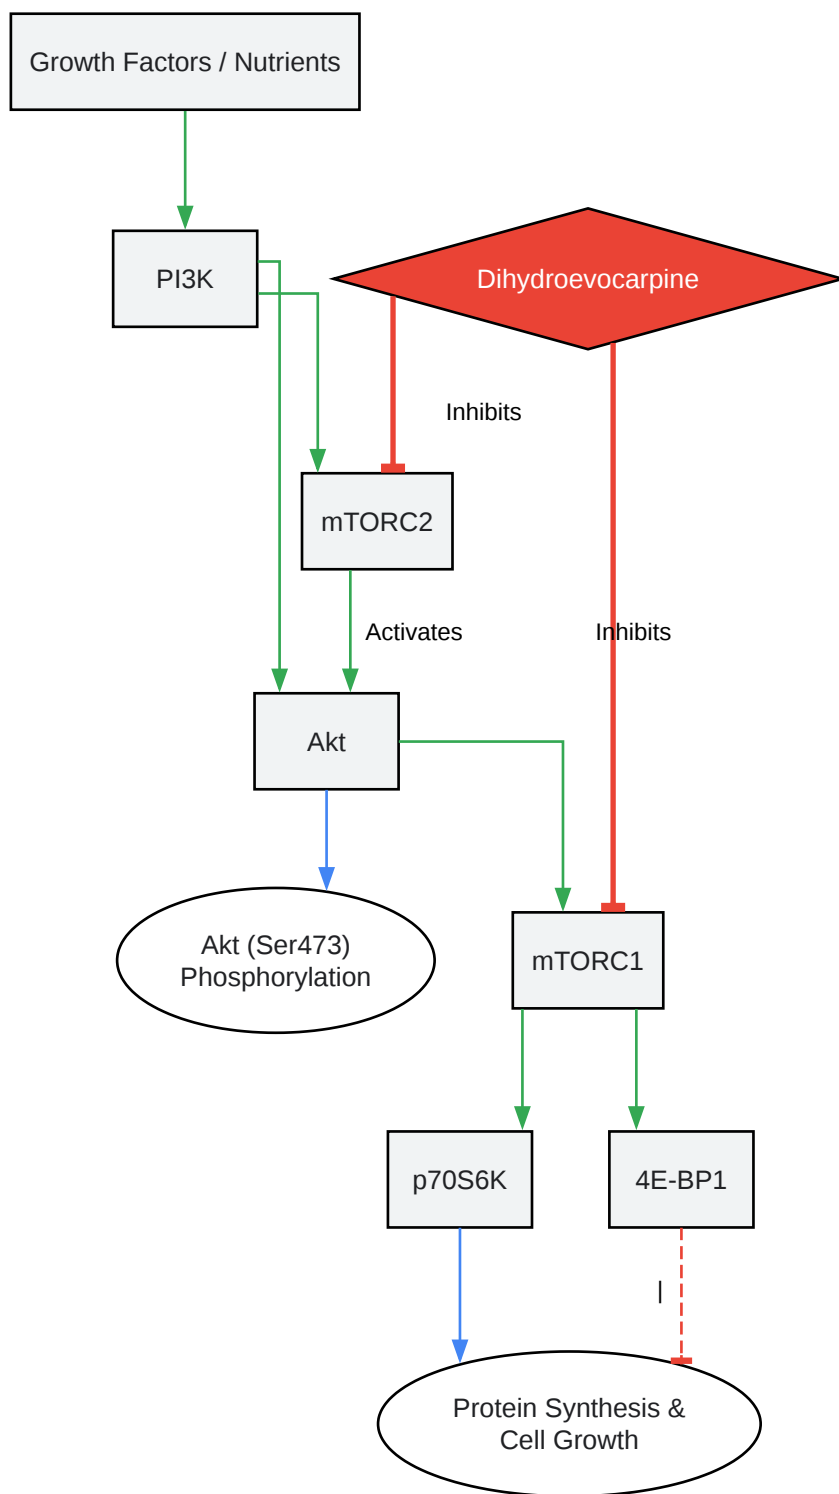 Growth Factors / Nutrients
PI3K
Dihydroevocarpine
Inhibits
mTORC2
Activates
Inhibits
Akt
Akt (Ser473)
Phosphorylation
mTORC1
p70S6K
4E-BP1
|
Protein Synthesis &
Cell Growth